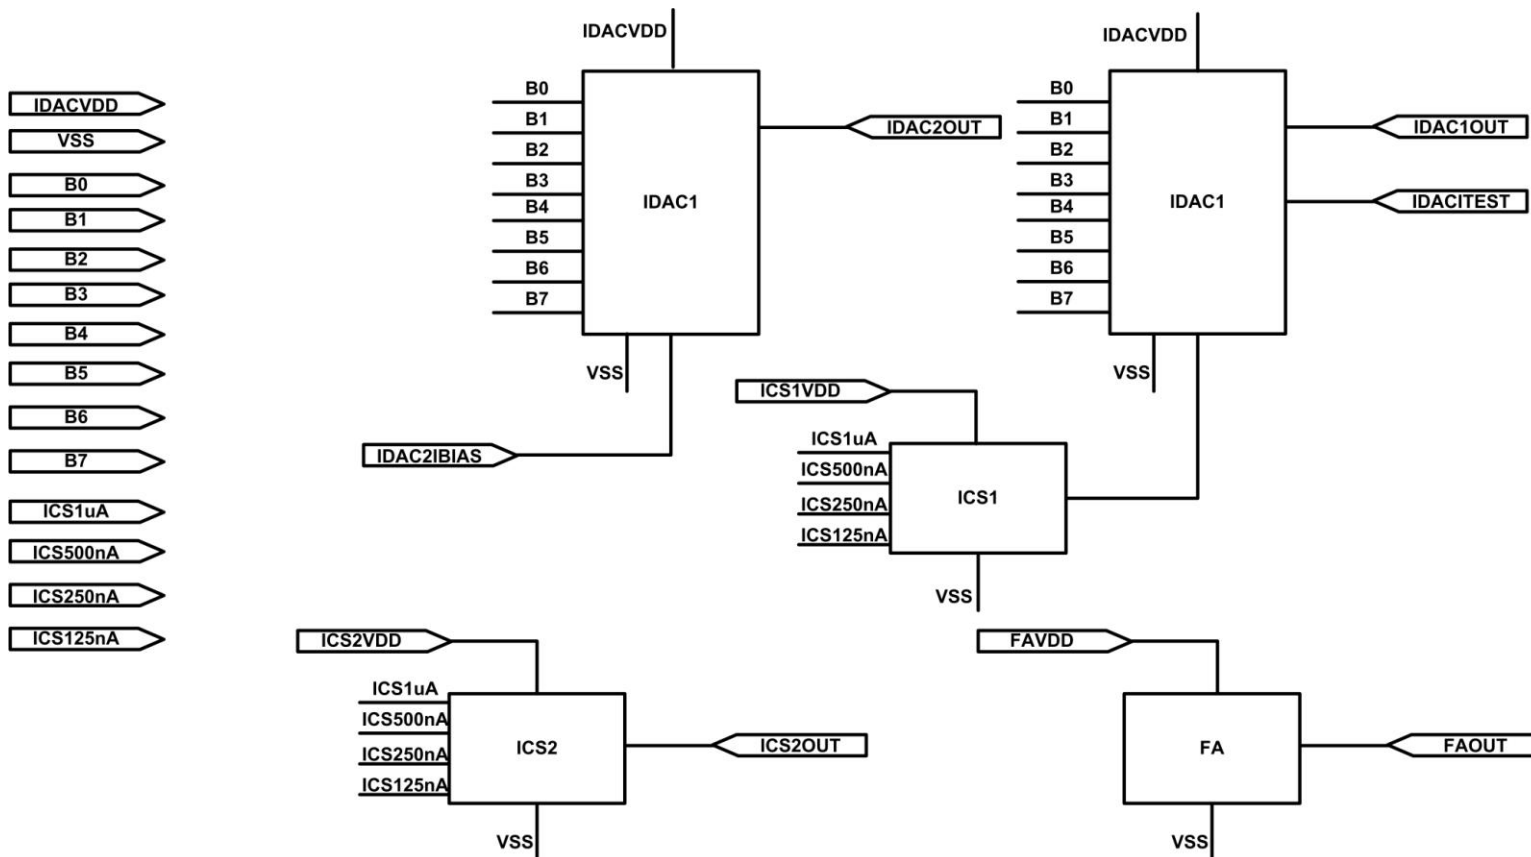 IDACVDD
VSS
B0
B1
B2
B3
B4
B5
B6
B7
ICS1uA
ICS500nA
ICS250nA
ICS125nA
IDACVDD
B0
B1
B2
B3
B4
B5
B6
B7
IDAC1
IDAC2OUT
VSS
IDAC2IBIAS
IDACVDD
B0
B1
B2
B3
B4
B5
B6
B7
IDAC1
IDAC1OUT
IDACITEST
VSS
ICS1VDD
ICS1uA
ICS500nA
ICS250nA
ICS125nA
ICS1
VSS
ICS2VDD
ICS1uA
ICS500nA
ICS250nA
ICS125nA
ICS2
ICS2OUT
VSS
FAVDD
FA
FAOUT
VSS